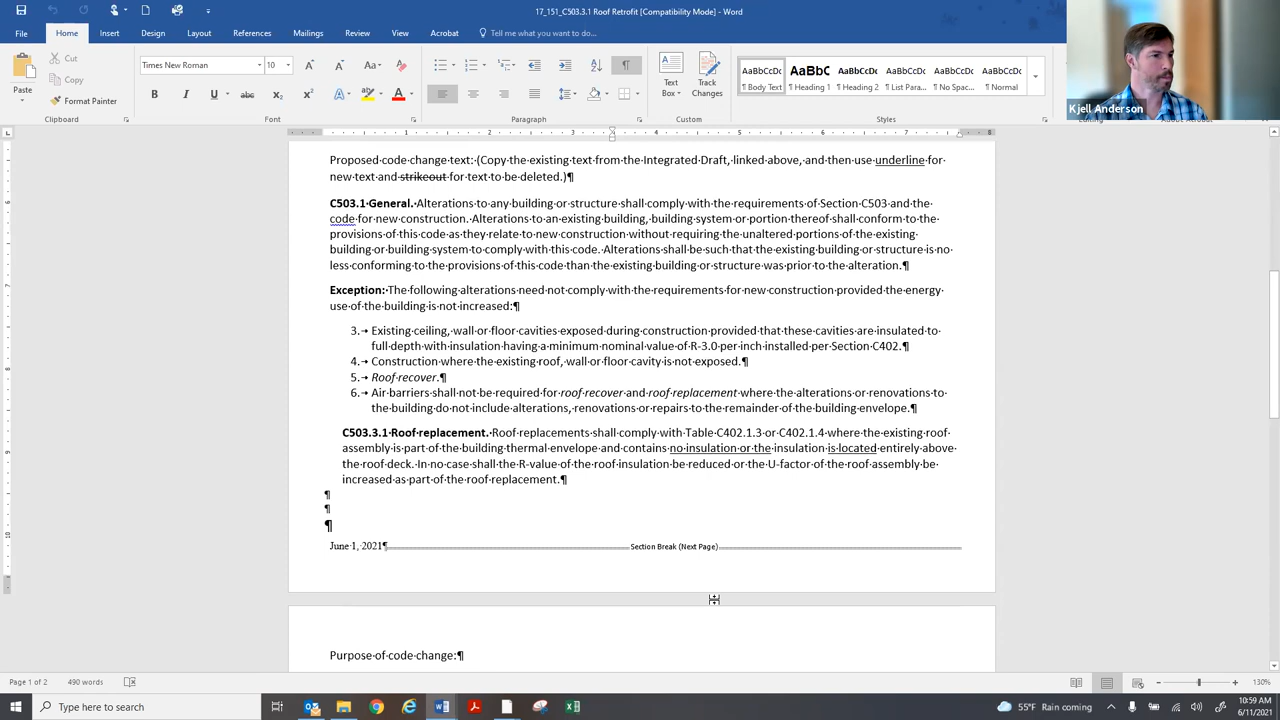 17_151_C503.3.1 Roof Retrofit [Compatibility Mode] - Word
File Home Insert Design Layout References Mailings Review View Acrobat Tell me what you want to do...
Paste
Cut
Copy
Format Painter
Clipboard
Times New Roman 10
Font
Paragraph
Text Box
Track Changes
Custom
AaBbCcDc AaBbC AaBbCcDc AaBbCcDc AaBbCcDc AaBbCcDc
¶ Body Text Heading 1 ¶ Heading 2 ¶ List Para... ¶ No Spac... ¶ Normal
Styles
Kjell Anderson
Proposed code change text: (Copy the existing text from the Integrated Draft, linked above, and then use underline for
new text and strikeout for text to be deleted.)¶
C503.1 General. Alterations to any building or structure shall comply with the requirements of Section C503 and the
code for new construction. Alterations to an existing building, building system or portion thereof shall conform to the
provisions of this code as they relate to new construction without requiring the unaltered portions of the existing
building or building system to comply with this code. Alterations shall be such that the existing building or structure is no
less conforming to the provisions of this code than the existing building or structure was prior to the alteration.¶
Exception: The following alterations need not comply with the requirements for new construction provided the energy
use of the building is not increased:¶
3. Existing ceiling, wall or floor cavities exposed during construction provided that these cavities are insulated to
full depth with insulation having a minimum nominal value of R-3.0 per inch installed per Section C402.¶
4. Construction where the existing roof, wall or floor cavity is not exposed.¶
5. Roof recover.¶
6. Air barriers shall not be required for roof recover and roof replacement where the alterations or renovations to
the building do not include alterations, renovations or repairs to the remainder of the building envelope.¶
C503.3.1 Roof replacement. Roof replacements shall comply with Table C402.1.3 or C402.1.4 where the existing roof
assembly is part of the building thermal envelope and contains no insulation or the insulation is located entirely above
the roof deck. In no case shall the R-value of the roof insulation be reduced or the U-factor of the roof assembly be
increased as part of the roof replacement.¶
¶
¶
¶
June 1, 2021¶ Section Break (Next Page)
Purpose of code change:¶
Page 1 of 2 490 words 130%
Type here to search 55°F Rain coming 10:59 AM
6/11/2021